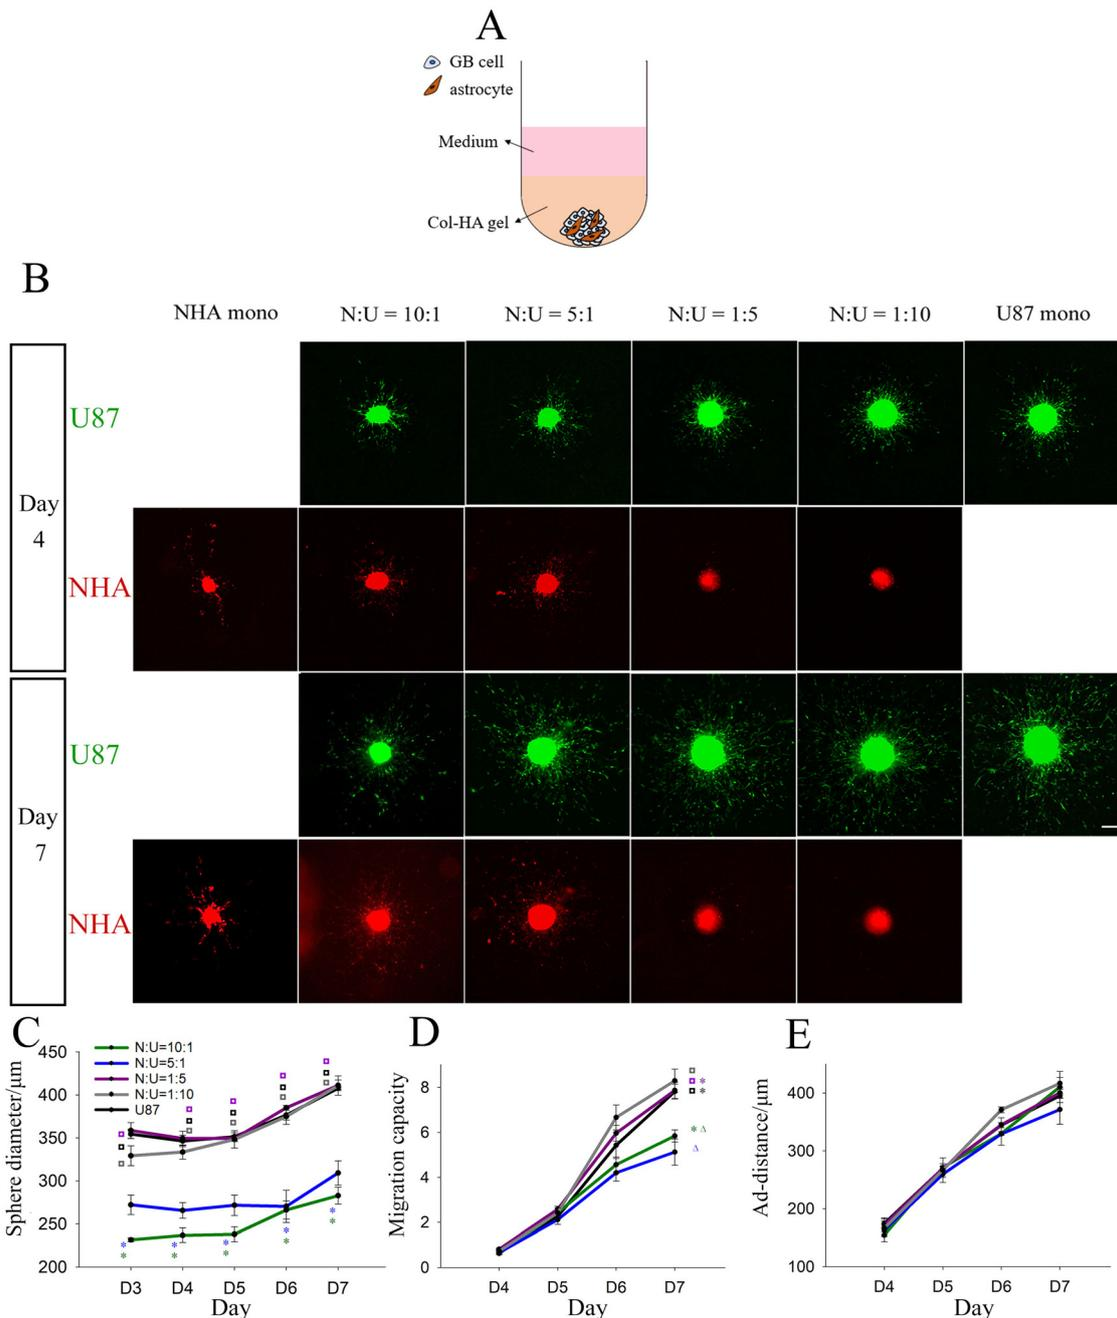 A
GB cell
astrocyte
Medium
Col-HA gel
B
NHA mono
N:U = 10:1
N:U = 5:1
N:U = 1:5
N:U = 1:10
U87 mono
Day
4
U87
NHA
Day
7
U87
NHA
C
Sphere diameter/μm
450
400
350
300
250
200
N:U=10:1
N:U=5:1
N:U=1:5
N:U=1:10
U87
D3
D4
D5
D6
D7
Day
D
Migration capacity
8
6
4
2
0
* Δ
Δ
D4
D5
D6
D7
Day
E
Ad-distance/μm
400
300
200
100
D4
D5
D6
D7
Day